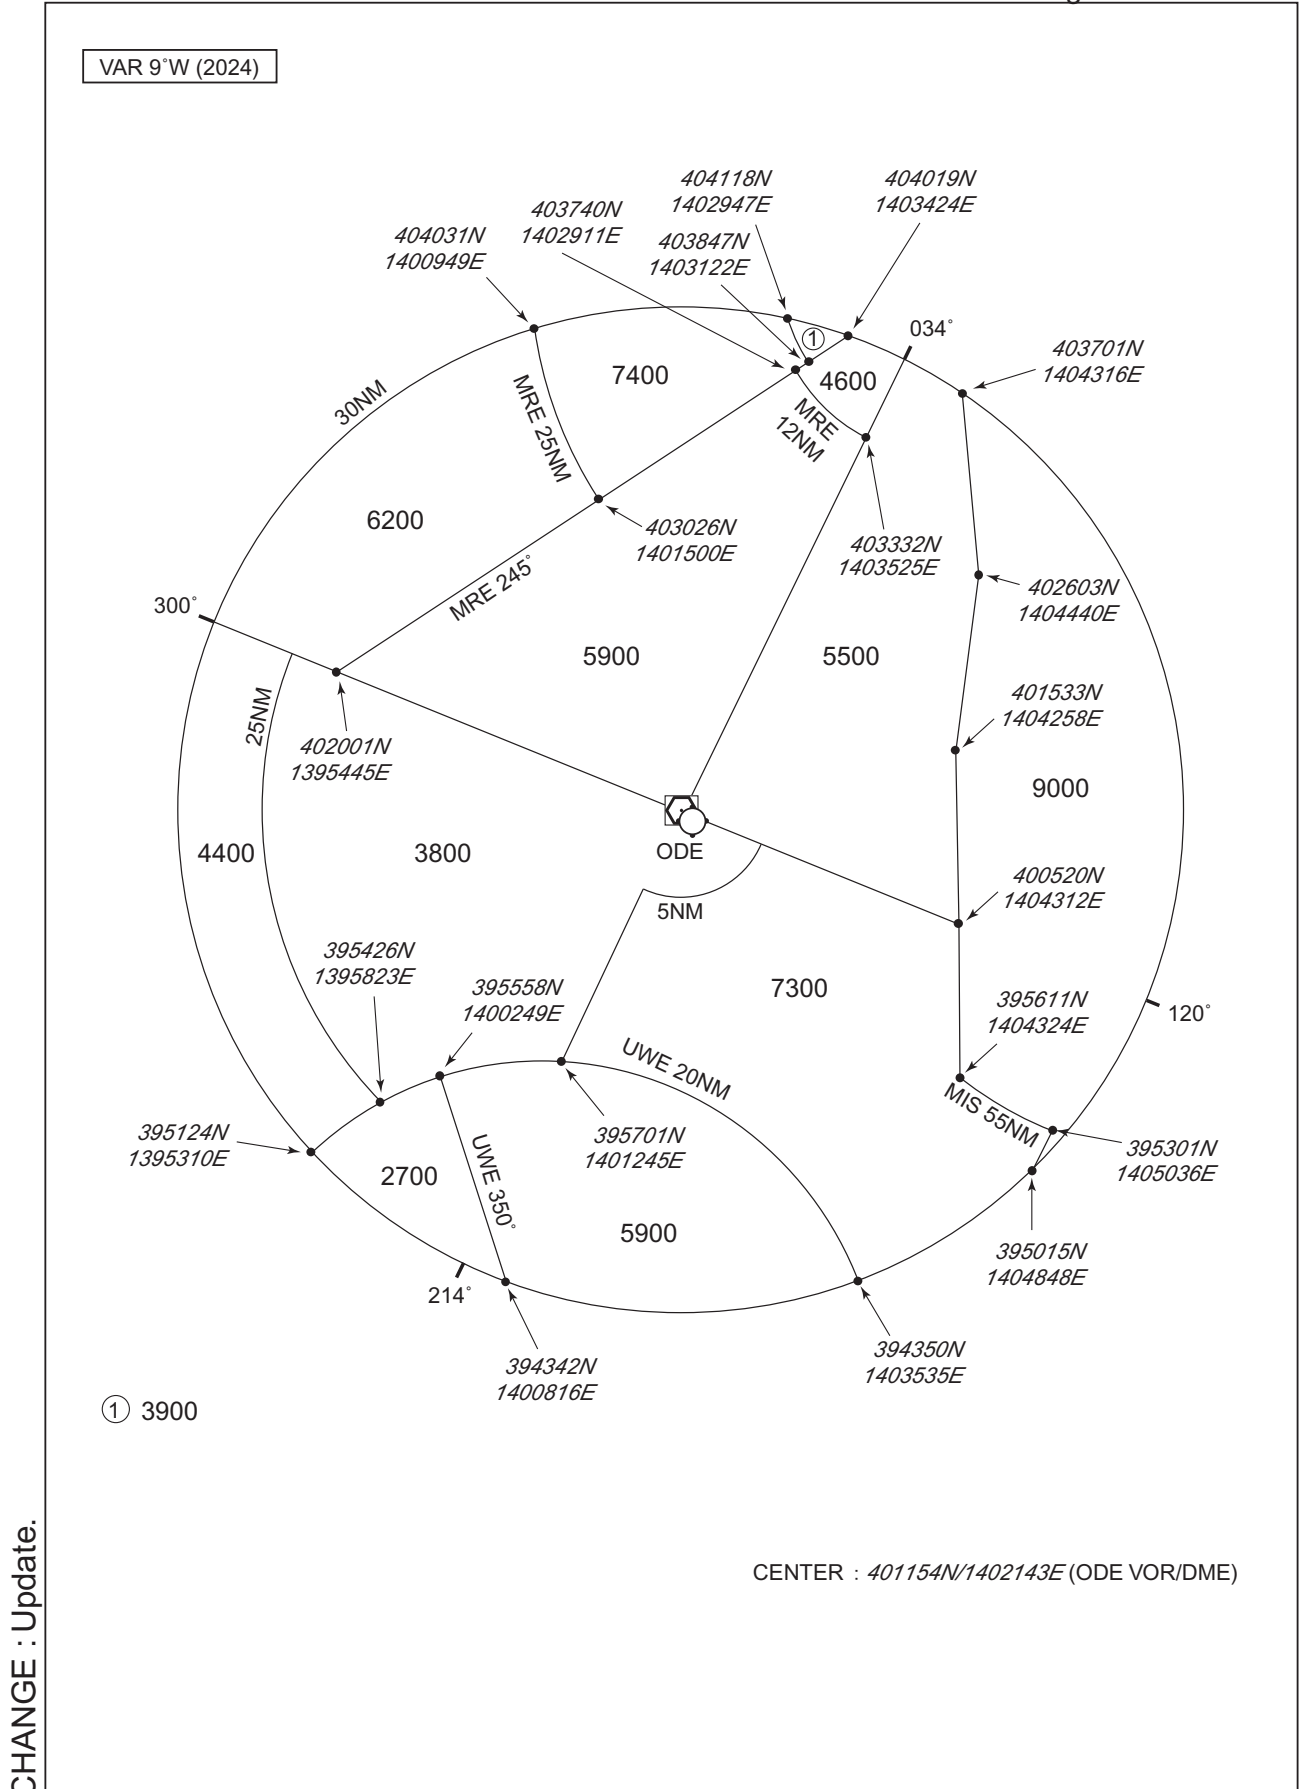 VAR 9˚W (2024)
404118N
1402947E
404019N
1403424E
403740N
1402911E
403847N
1403122E
404031N
1400949E
034˚
403701N
1404316E
①
7400
4600
30NM
MRE 25NM
MRE
12NM
6200
403026N
1401500E
403332N
1403525E
402603N
1404440E
MRE 245˚
300˚
5900
5500
401533N
1404258E
25NM
402001N
1395445E
9000
4400
3800
ODE
400520N
1404312E
5NM
395426N
1395823E
395558N
1400249E
7300
395611N
1404324E
120˚
UWE 20NM
MIS 55NM
395124N
1395310E
395701N
1401245E
395301N
1405036E
2700
UWE 350˚
5900
395015N
1404848E
214˚
394342N
1400816E
394350N
1403535E
① 3900
CENTER : 401154N/1402143E (ODE VOR/DME)
CHANGE : Update.